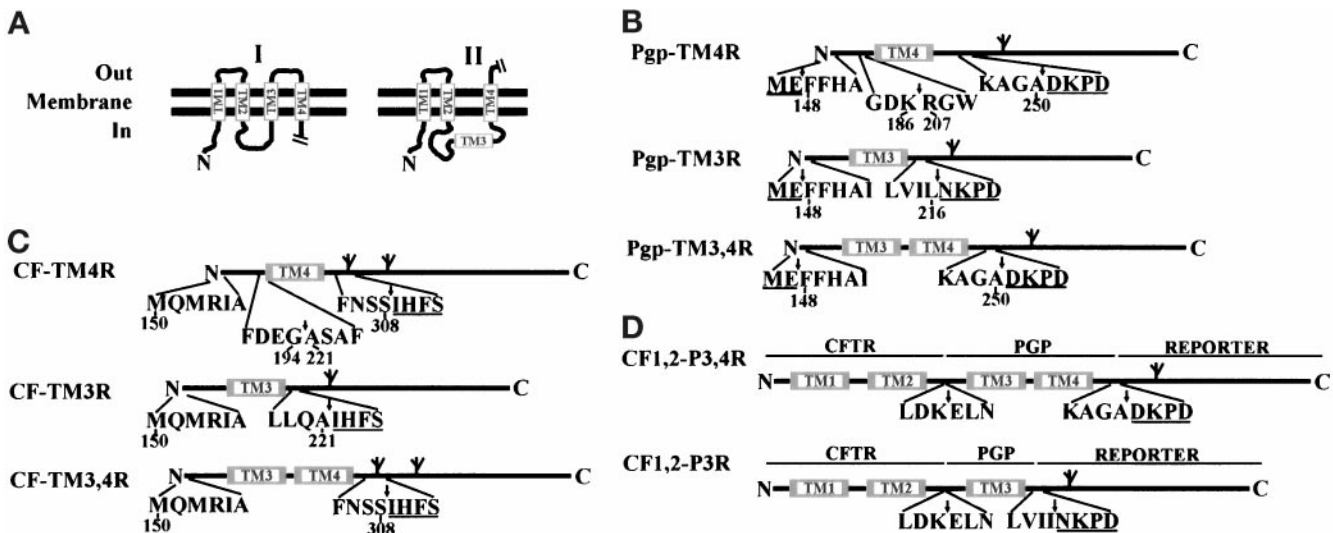 A
I
II
Out
Membrane
In
TM1
TM2
TM3
TM4
TM1
TM2
TM3
TM4
N
N
B
Pgp-TM4R
N
TM4
C
MEFFHA
148
GDKRGW
186
207
KAGADKPD
250
Pgp-TM3R
N
TM3
C
MEFFHAI
148
LVILNKPD
216
Pgp-TM3,4R
N
TM3
TM4
C
MEFFHAI
148
KAGADKPD
250
C
CF-TM4R
N
TM4
C
MQMRIA
150
FDEGASAF
194
221
FNSSIHFS
308
CF-TM3R
N
TM3
C
MQMRIA
150
LLQAIHFS
221
CF-TM3,4R
N
TM3
TM4
C
MQMRIA
150
FNSSIHFS
308
D
CF1,2-P3,4R
CFTR
PGP
REPORTER
N
TM1
TM2
TM3
TM4
C
LDKELN
KAGADKPD
CF1,2-P3R
CFTR
PGP
REPORTER
N
TM1
TM2
TM3
C
LDKELN
LVIINKPD